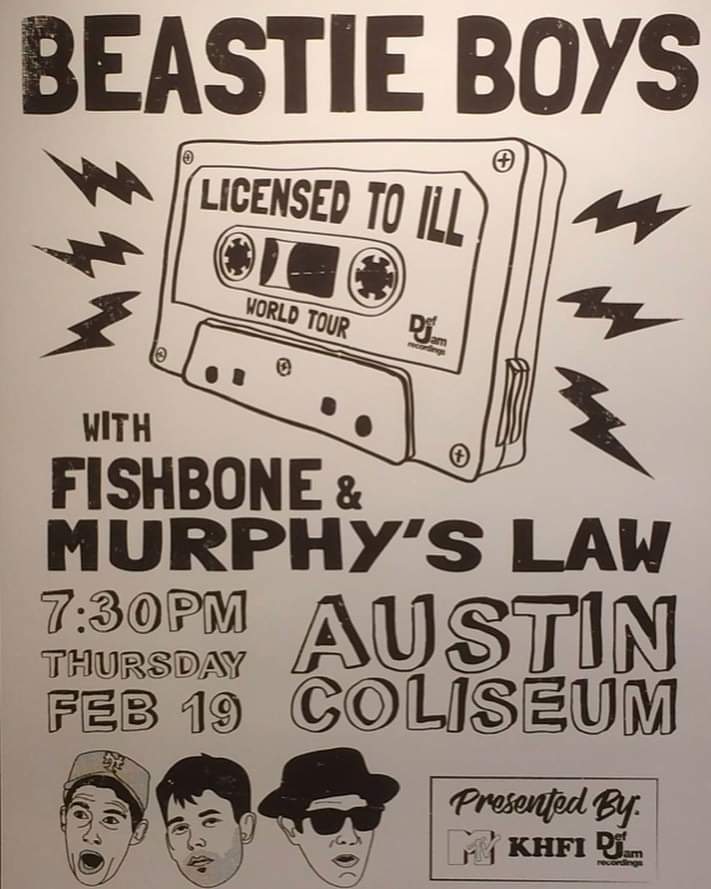 BEASTIE BOYS
LICENSED TO ILL
WORLD TOUR
Def
Jam
recordings
WITH
FISHBONE &
MURPHY'S LAW
7:30PM
THURSDAY
FEB 19
AUSTIN
COLISEUM
Presented By:
MTV KHFI Def Jam recordings